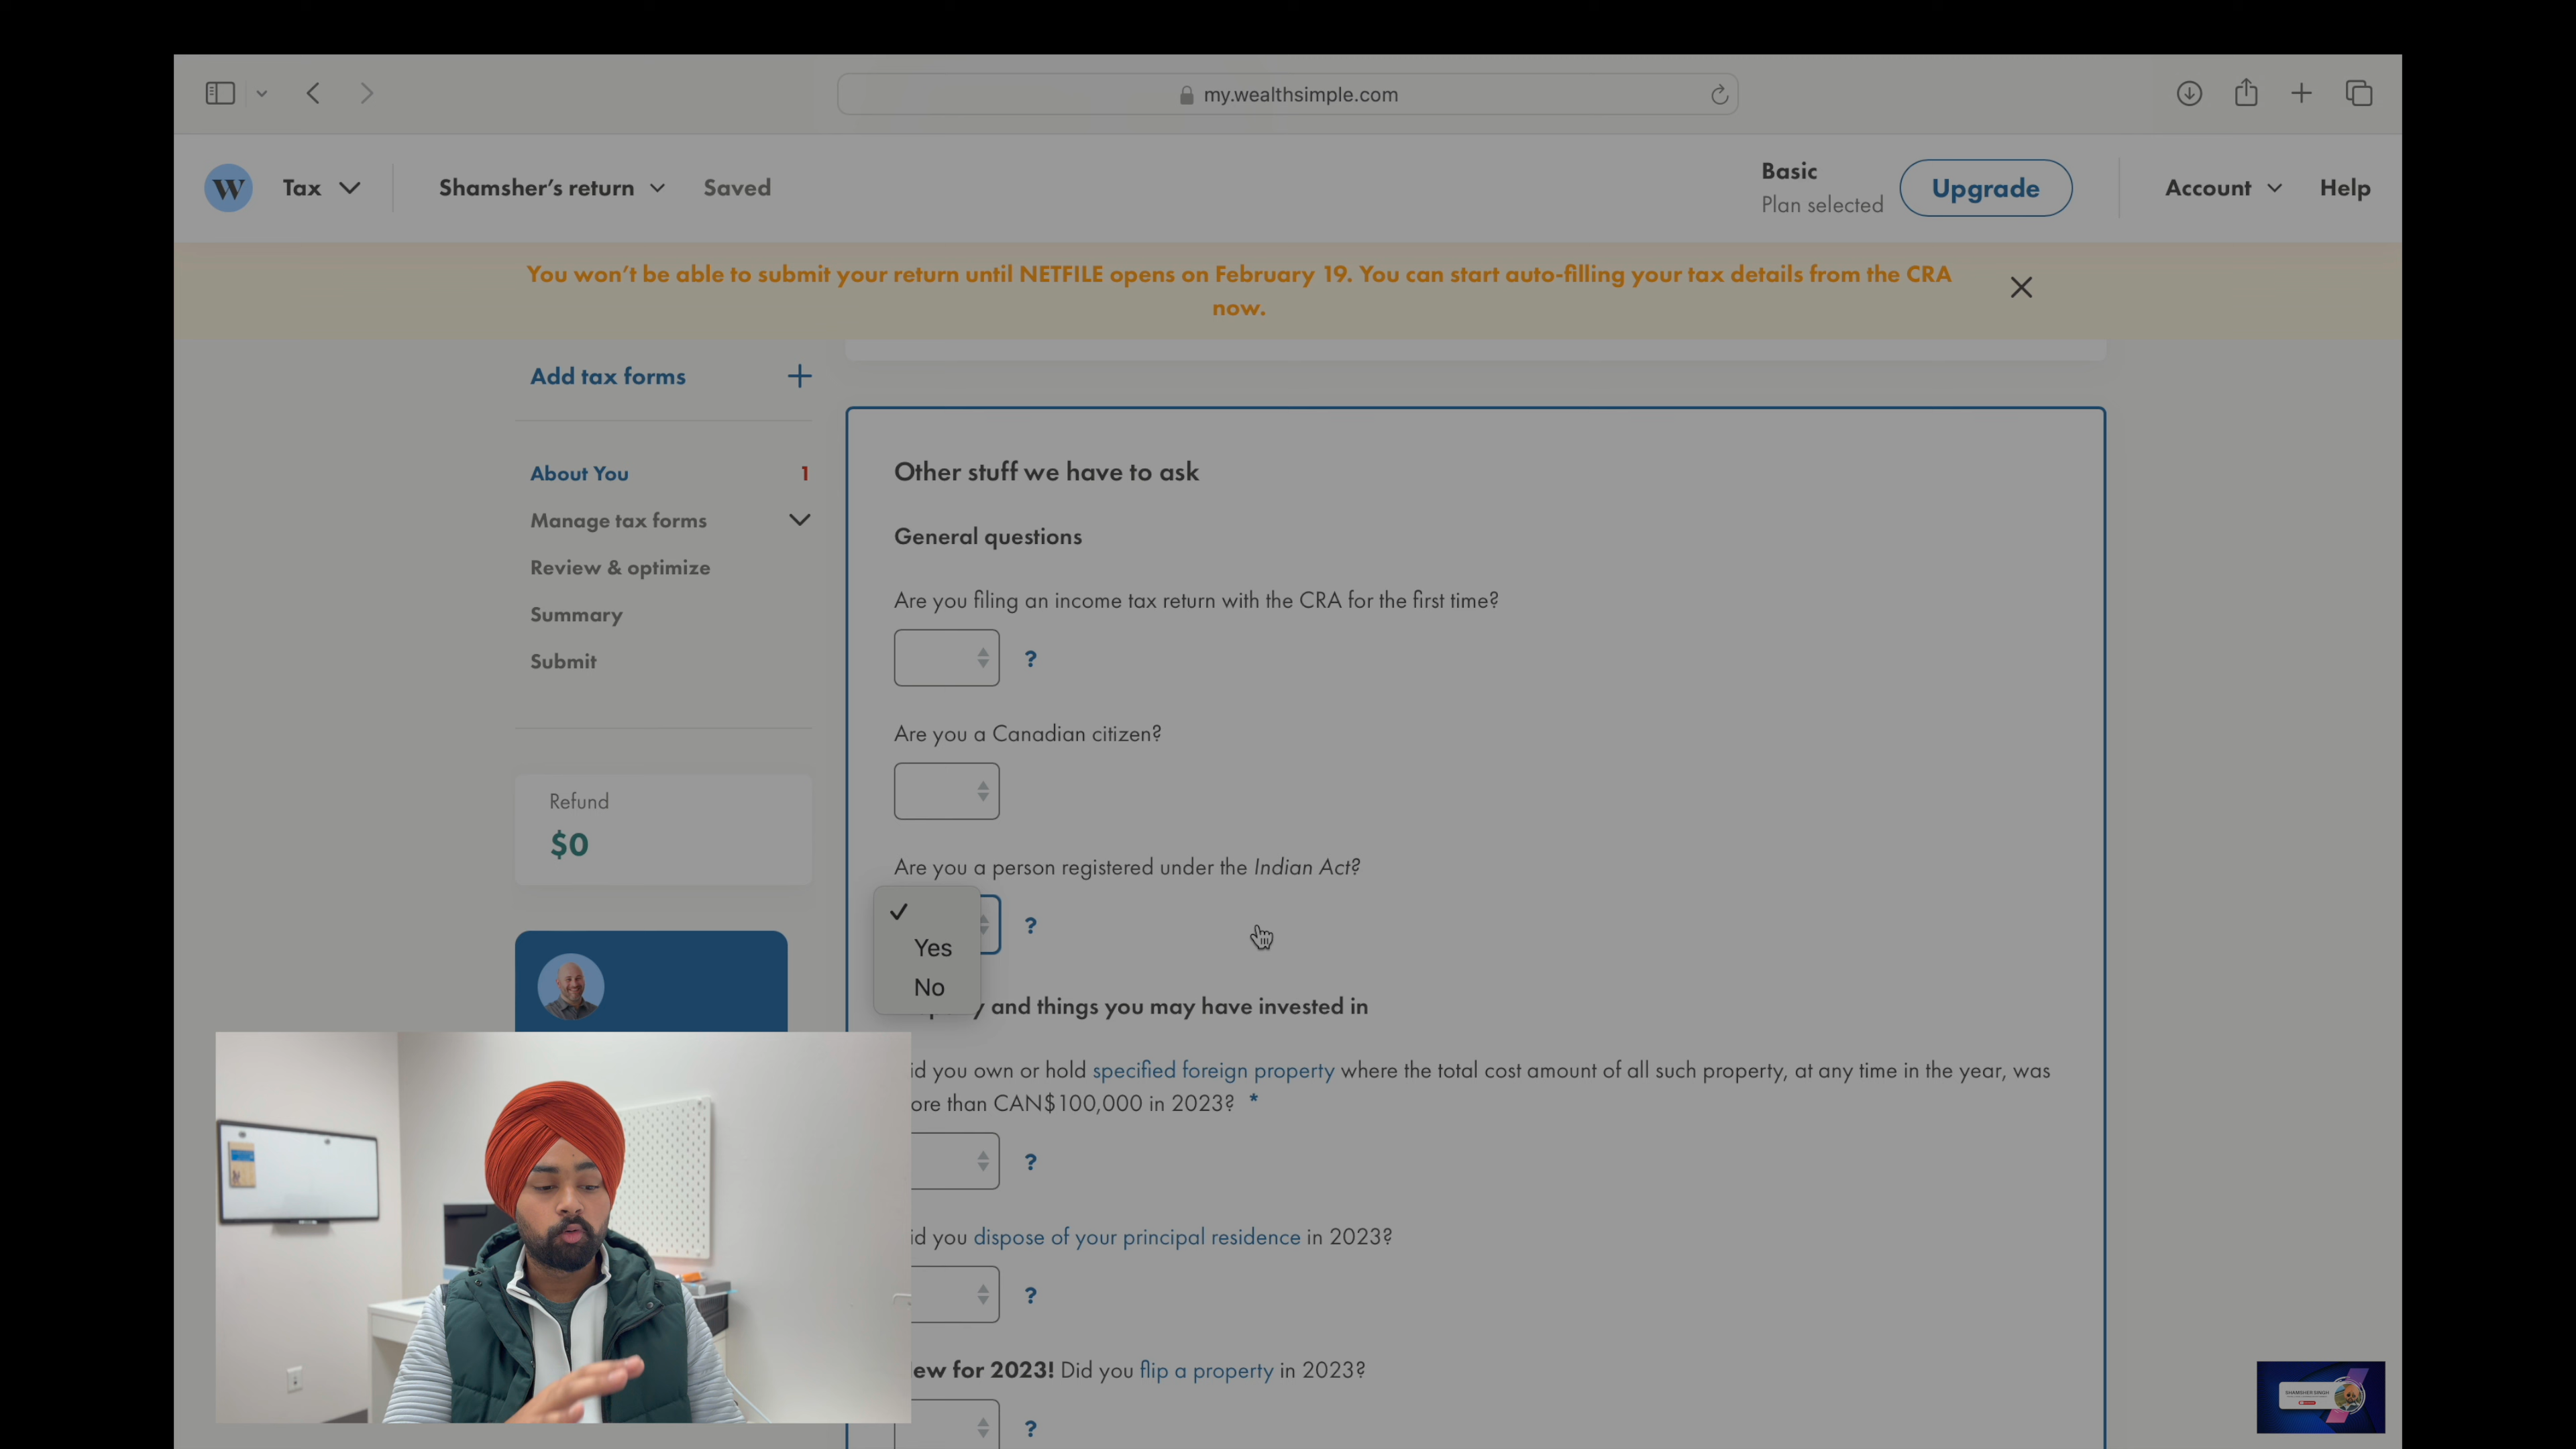 my.wealthsimple.com
W
Tax
Shamsher's return
Saved
Basic
Plan selected
Upgrade
Account
Help
You won't be able to submit your return until NETFILE opens on February 19. You can start auto-filling your tax details from the CRA
now.
Add tax forms
About You
1
Manage tax forms
Review & optimize
Summary
Submit
Refund
$0
Other stuff we have to ask
General questions
Are you filing an income tax return with the CRA for the first time?
?
Are you a Canadian citizen?
Are you a person registered under the Indian Act?
Yes
No
?
and things you may have invested in
id you own or hold specified foreign property where the total cost amount of all such property, at any time in the year, was
ore than CAN$100,000 in 2023? *
?
id you dispose of your principal residence in 2023?
?
ew for 2023! Did you flip a property in 2023?
?
SHAMSHER SINGH